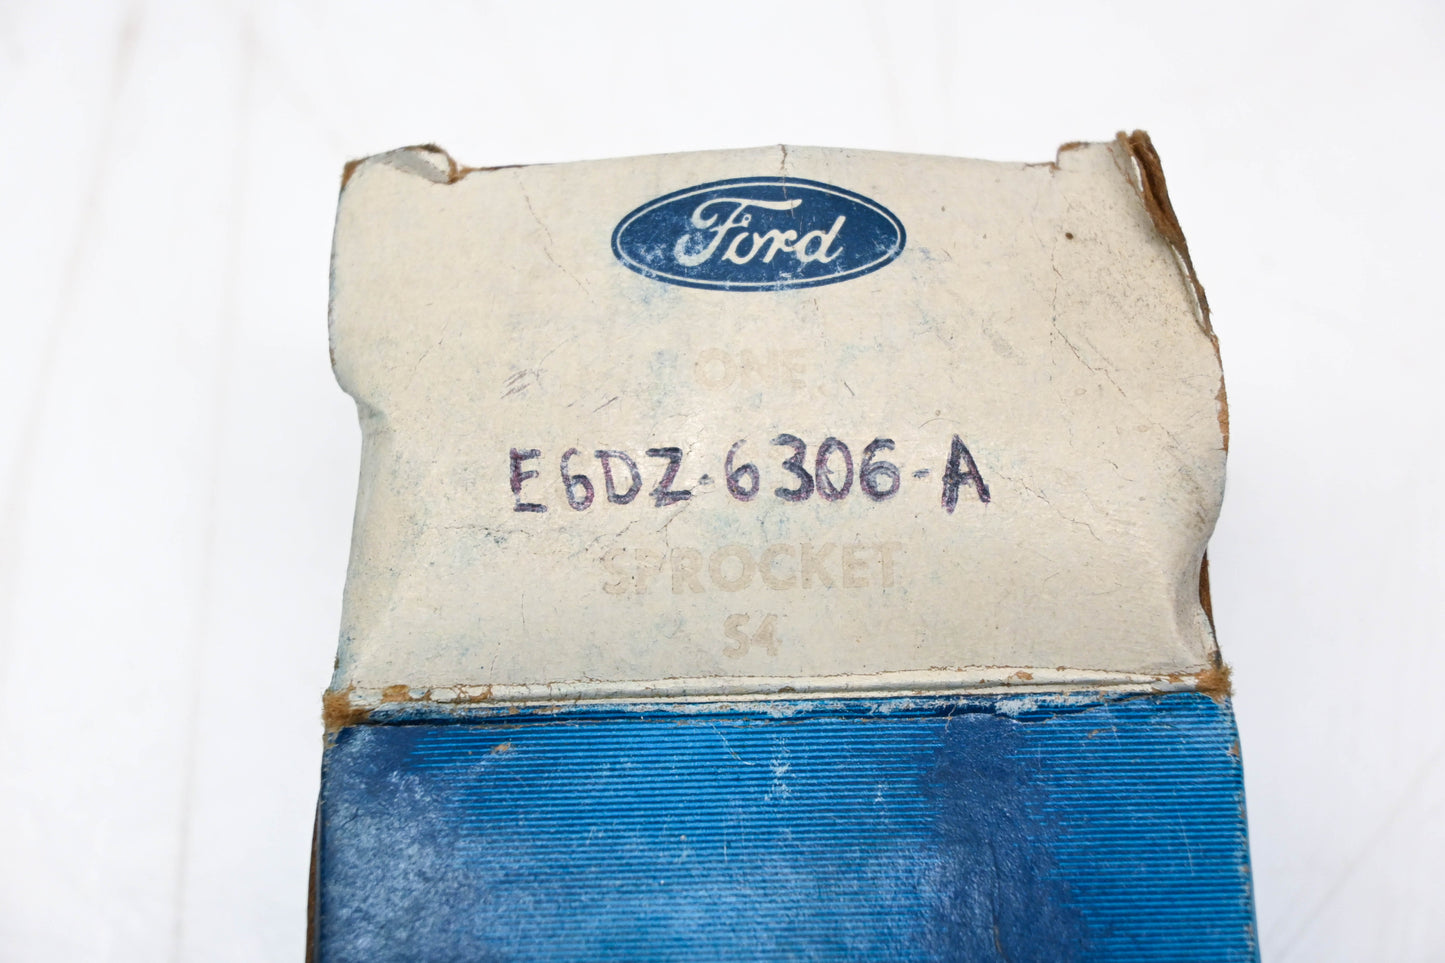 Ford
ONE
E6DZ-6306-A
SPROCKET
S4